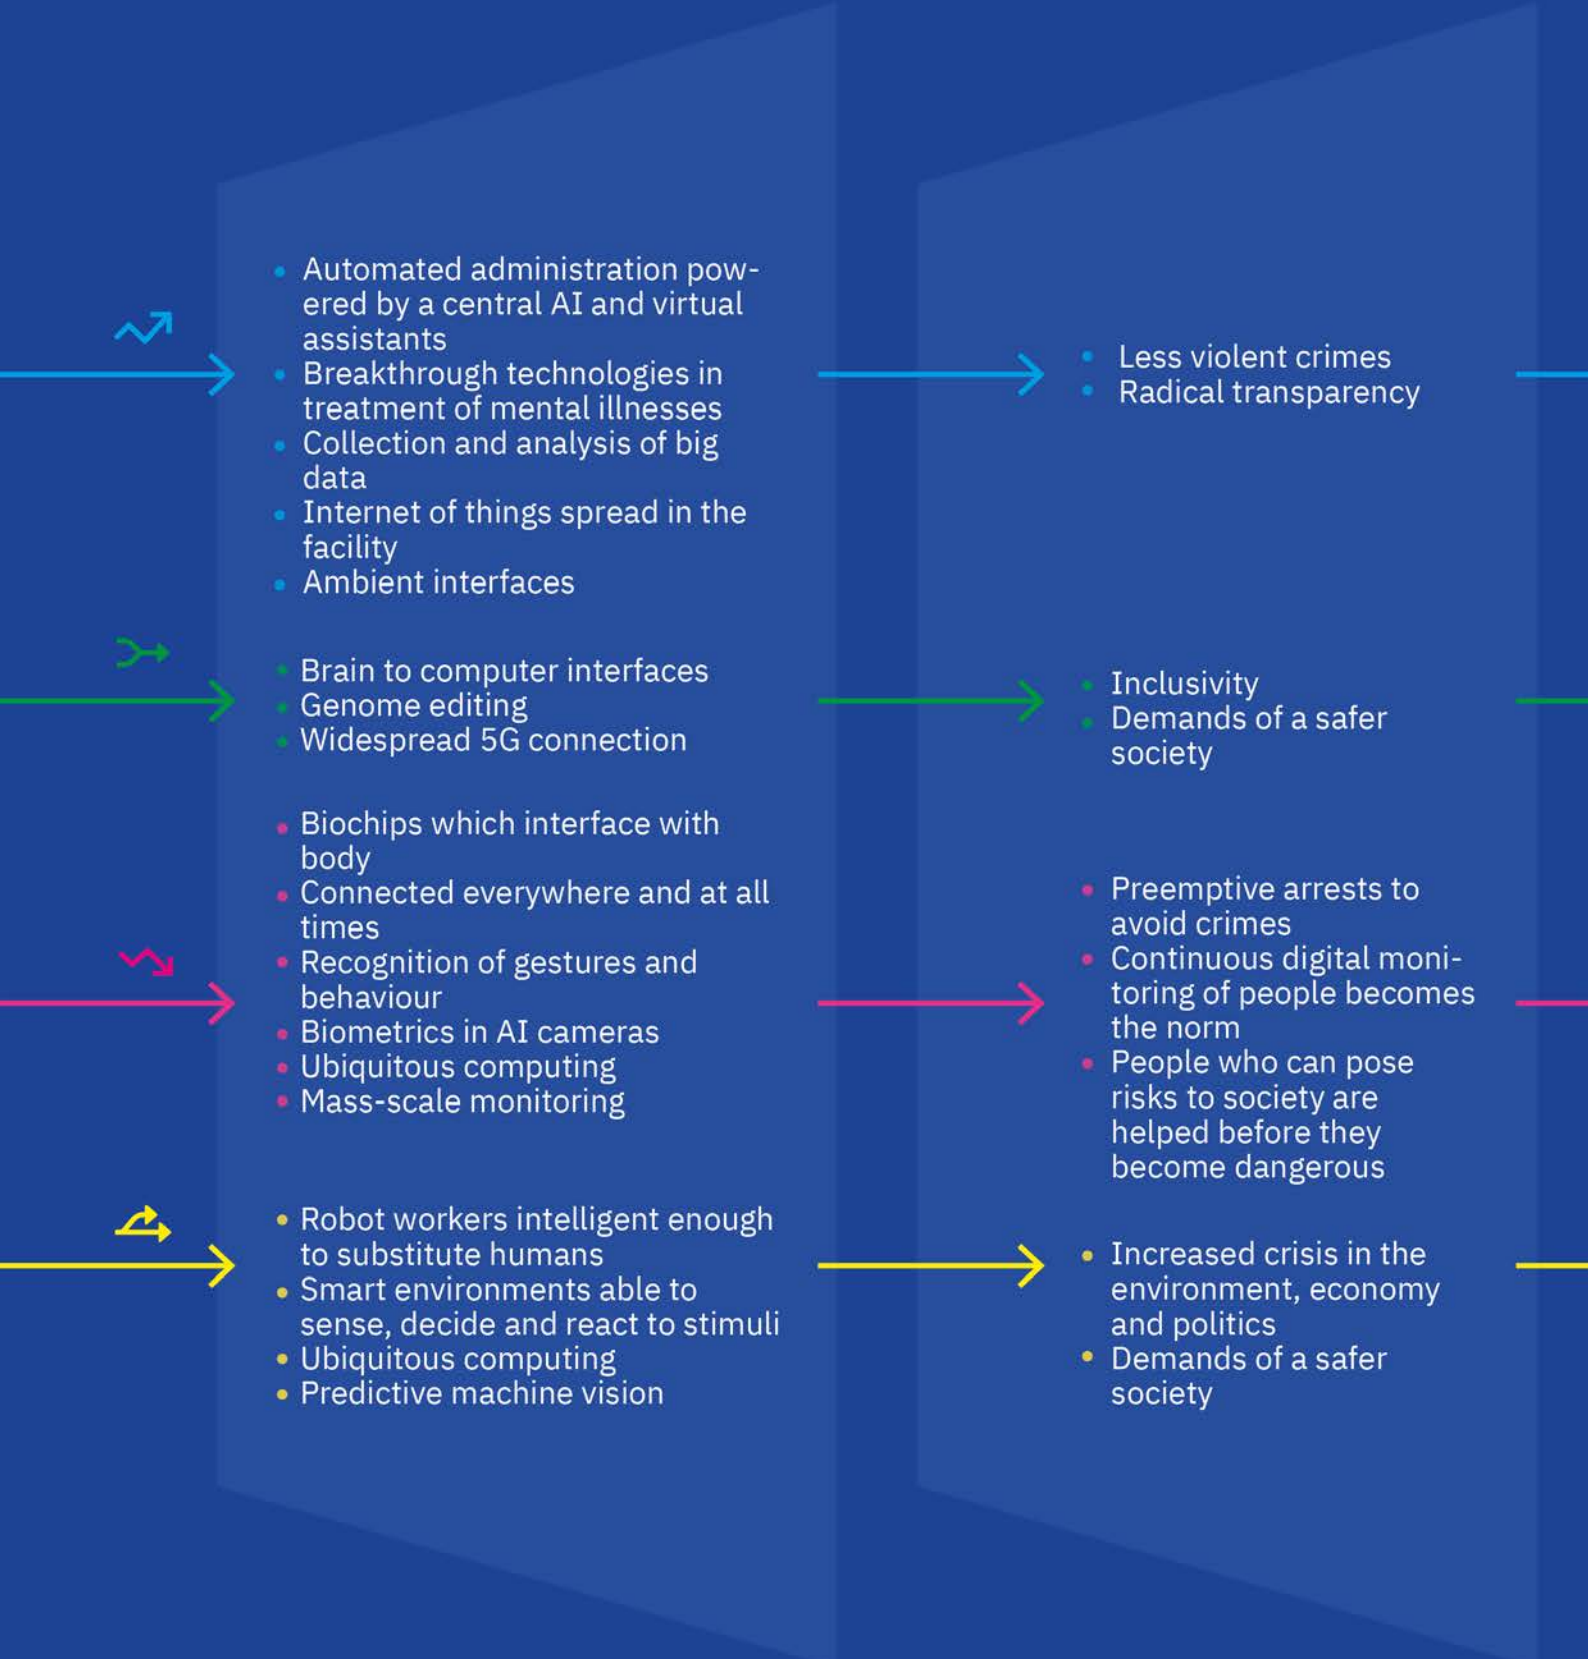 Automated administration pow-
ered by a central AI and virtual
assistants
Breakthrough technologies in
treatment of mental illnesses
Collection and analysis of big
data
Internet of things spread in the
facility
Ambient interfaces
Less violent crimes
Radical transparency
Brain to computer interfaces
Genome editing
Widespread 5G connection
Inclusivity
Demands of a safer
society
Biochips which interface with
body
Connected everywhere and at all
times
Recognition of gestures and
behaviour
Biometrics in AI cameras
Ubiquitous computing
Mass-scale monitoring
Preemptive arrests to
avoid crimes
Continuous digital moni-
toring of people becomes
the norm
People who can pose
risks to society are
helped before they
become dangerous
Robot workers intelligent enough
to substitute humans
Smart environments able to
sense, decide and react to stimuli
Ubiquitous computing
Predictive machine vision
Increased crisis in the
environment, economy
and politics
Demands of a safer
society